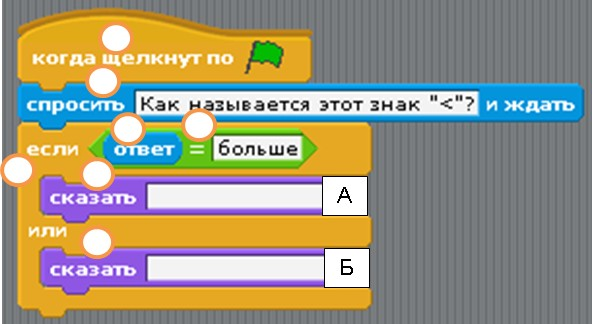 когда щелкнут по
спросить Как называется этот знак "<"? и ждать
если ответ = больше
сказать А
или
сказать Б